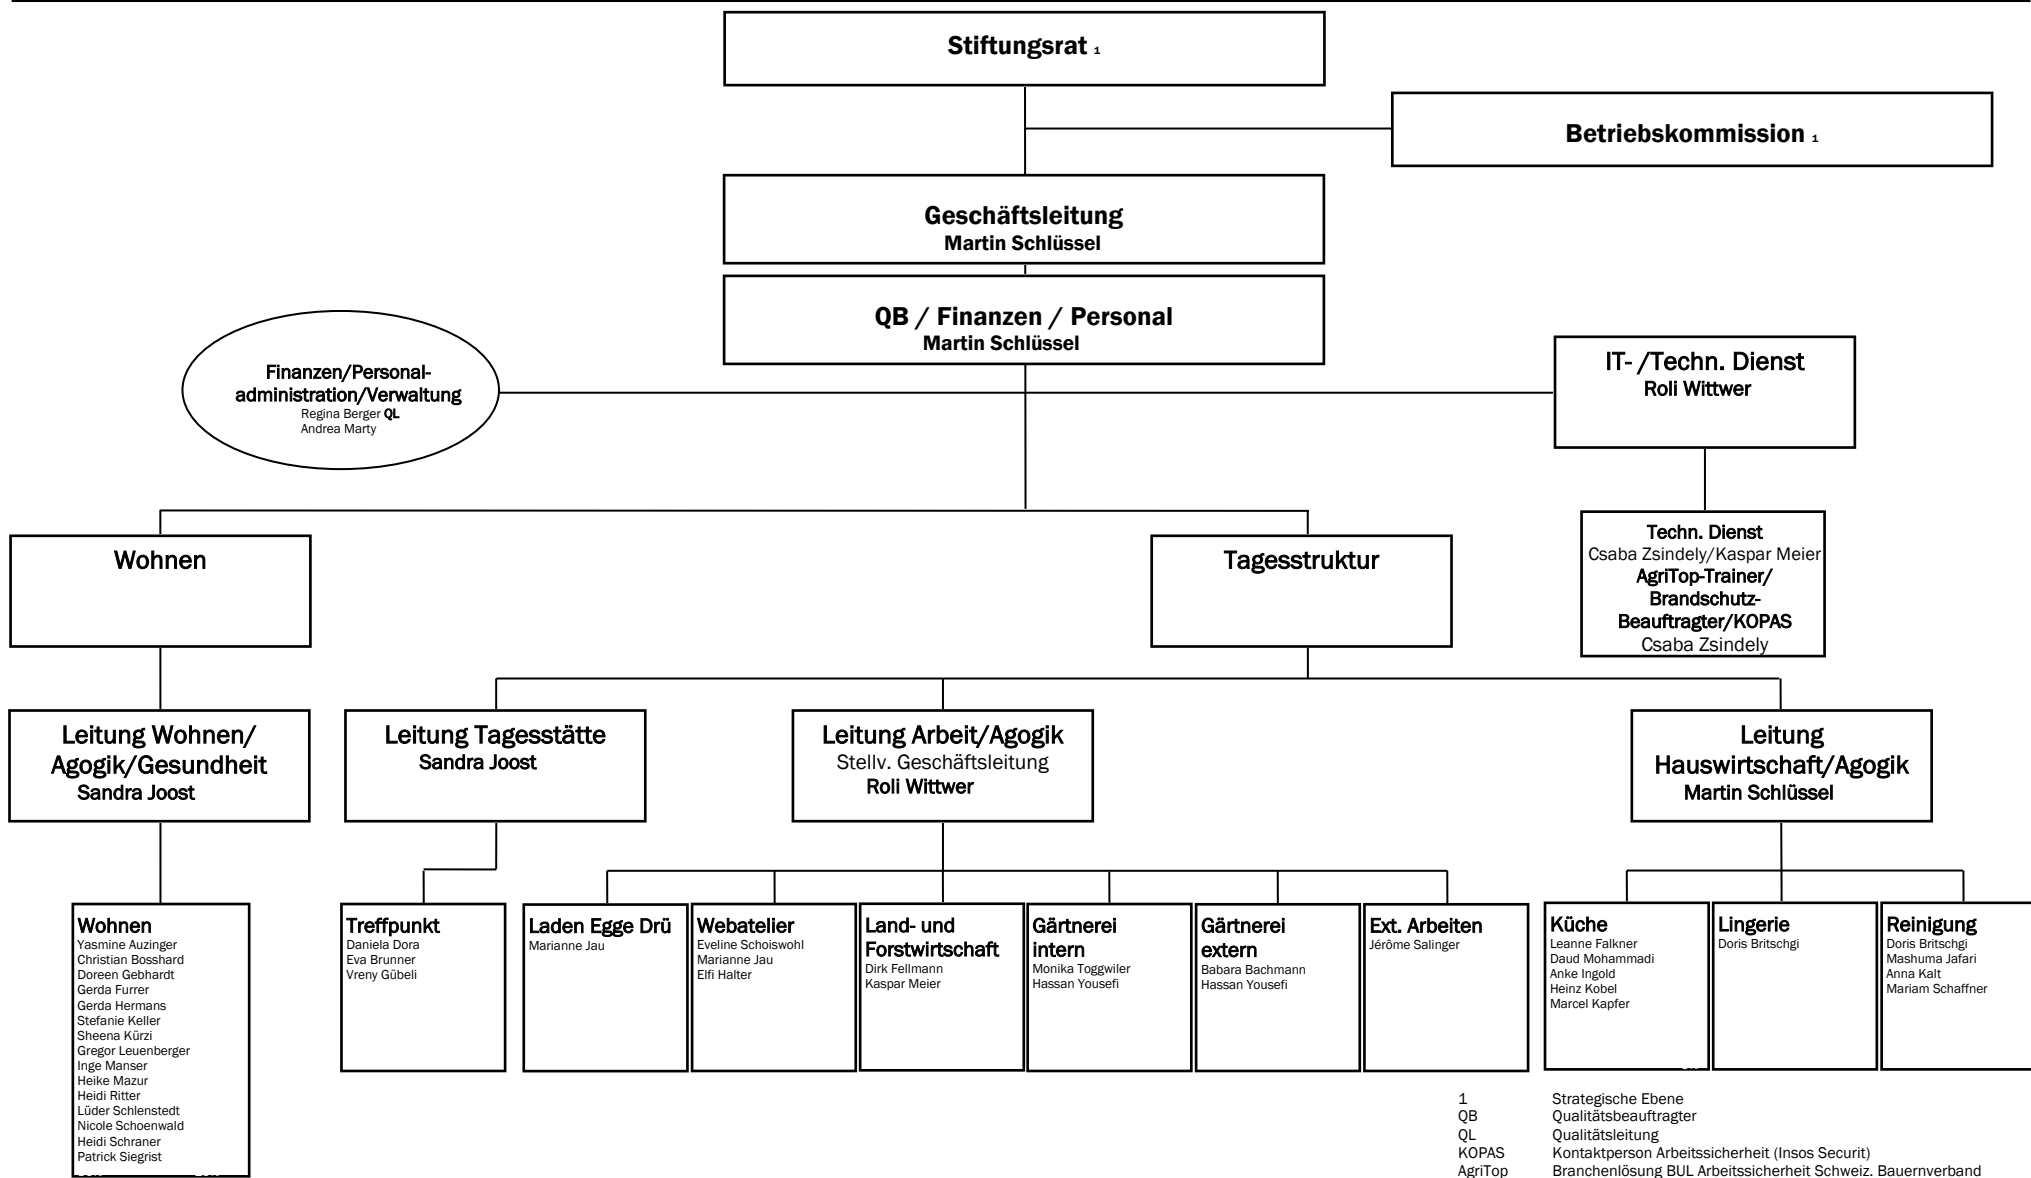 Stiftungsrat 1
Betriebskommission 1
Geschäftsleitung
Martin Schlüssel
QB / Finanzen / Personal
Martin Schlüssel
Finanzen/Personal-
administration/Verwaltung
Regina Berger QL
Andrea Marty
IT- /Techn. Dienst
Roli Wittwer
Techn. Dienst
Csaba Zsindely/Kaspar Meier
AgriTop-Trainer/
Brandschutz-
Beauftragter/KOPAS
Csaba Zsindely
Wohnen
Tagesstruktur
Leitung Wohnen/
Agogik/Gesundheit
Sandra Joost
Leitung Tagesstätte
Sandra Joost
Leitung Arbeit/Agogik
Stellv. Geschäftsleitung
Roli Wittwer
Leitung
Hauswirtschaft/Agogik
Martin Schlüssel
Wohnen
Yasmine Auzinger
Christian Bosshard
Doreen Gebhardt
Gerda Furrer
Gerda Hermans
Stefanie Keller
Sheena Kürzi
Gregor Leuenberger
Inge Manser
Heike Mazur
Heidi Ritter
Lüder Schlenstedt
Nicole Schoenwald
Heidi Schraner
Patrick Siegrist
Treffpunkt
Daniela Dora
Eva Brunner
Vreny Gübeli
Laden Egge Drü
Marianne Jau
Webatelier
Eveline Schoiswohl
Marianne Jau
Elfi Halter
Land- und
Forstwirtschaft
Dirk Fellmann
Kaspar Meier
Gärtnerei
intern
Monika Toggwiler
Hassan Yousefi
Gärtnerei
extern
Babara Bachmann
Hassan Yousefi
Ext. Arbeiten
Jérôme Salinger
Küche
Leanne Falkner
Daud Mohammadi
Anke Ingold
Heinz Kobel
Marcel Kapfer
Lingerie
Doris Britschgi
Reinigung
Doris Britschgi
Mashuma Jafari
Anna Kalt
Mariam Schaffner
1 Strategische Ebene
QB Qualitätsbeauftragter
QL Qualitätsleitung
KOPAS Kontaktperson Arbeitssicherheit (Insos Securit)
AgriTop Branchenlösung BUL Arbeitssicherheit Schweiz. Bauernverband